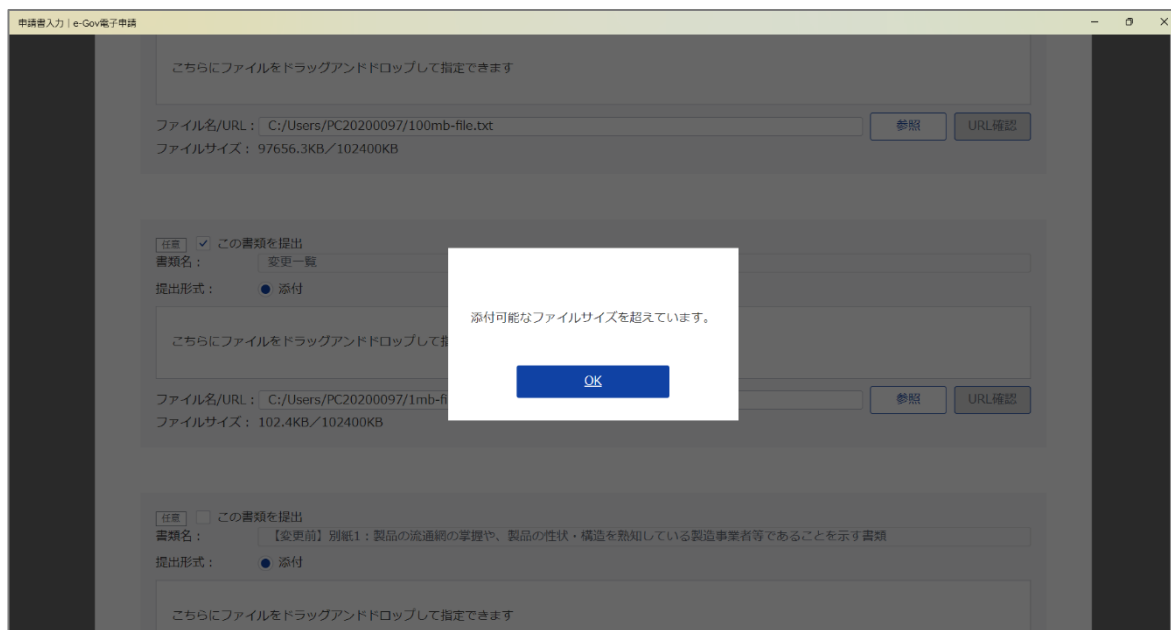 申請書入力｜e-Gov電子申請
こちらにファイルをドラッグアンドドロップして指定できます
ファイル名/URL： C:/Users/PC20200097/100mb-file.txt 参照 URL確認
ファイルサイズ： 97656.3KB／102400KB
任意 この書類を提出
書類名： 変更一覧
提出形式： 添付
添付可能なファイルサイズを超えています。
こちらにファイルをドラッグアンドドロップして指
OK
ファイル名/URL： C:/Users/PC20200097/1mb-fi 参照 URL確認
ファイルサイズ： 102.4KB／102400KB
任意 この書類を提出
書類名： 【変更前】別紙1：製品の流通網の掌握や、製品の性状・構造を熟知している製造事業者等であることを示す書類
提出形式： 添付
こちらにファイルをドラッグアンドドロップして指定できます